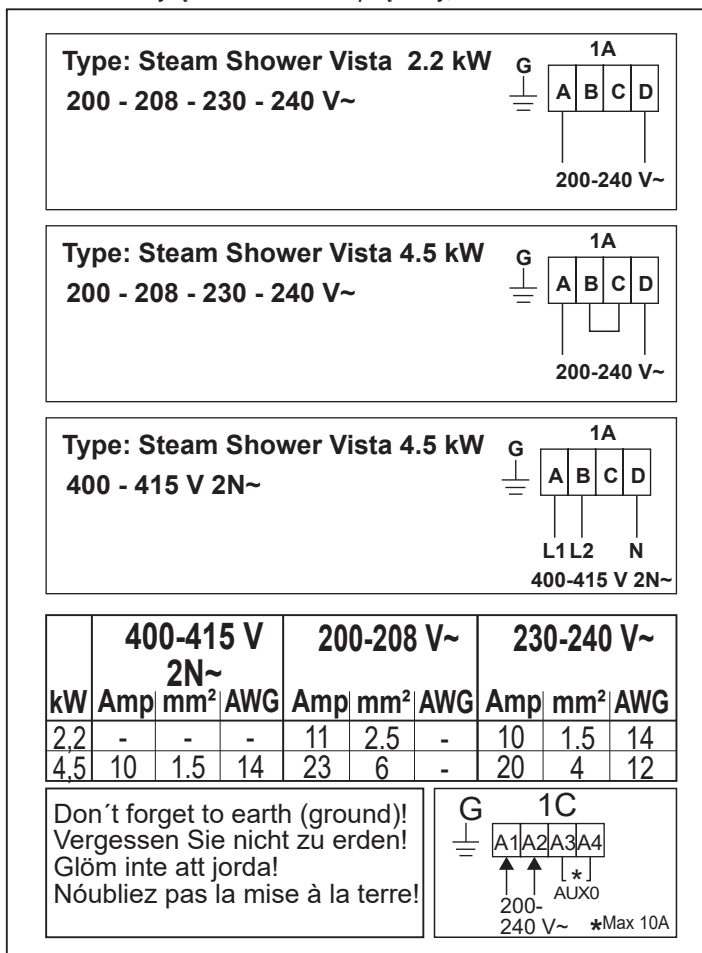 Type: Steam Shower Vista 2.2 kW
200 - 208 - 230 - 240 V~
G
1A
A B C D
200-240 V~
Type: Steam Shower Vista 4.5 kW
200 - 208 - 230 - 240 V~
G
1A
A B C D
200-240 V~
Type: Steam Shower Vista 4.5 kW
400 - 415 V 2N~
G
1A
A B C D
L1 L2 N
400-415 V 2N~
400-415 V 200-208 V~ 230-240 V~
2N~
kW Amp mm² AWG Amp mm² AWG Amp mm² AWG
2,2 - - - 11 2.5 - 10 1.5 14
4,5 10 1.5 14 23 6 - 20 4 12
Don´t forget to earth (ground)!
Vergessen Sie nicht zu erden!
Glöm inte att jorda!
Nóubliez pas la mise à la terre!
G 1C
A1 A2 A3 A4
*
AUX0
200-
240 V~ *Max 10A